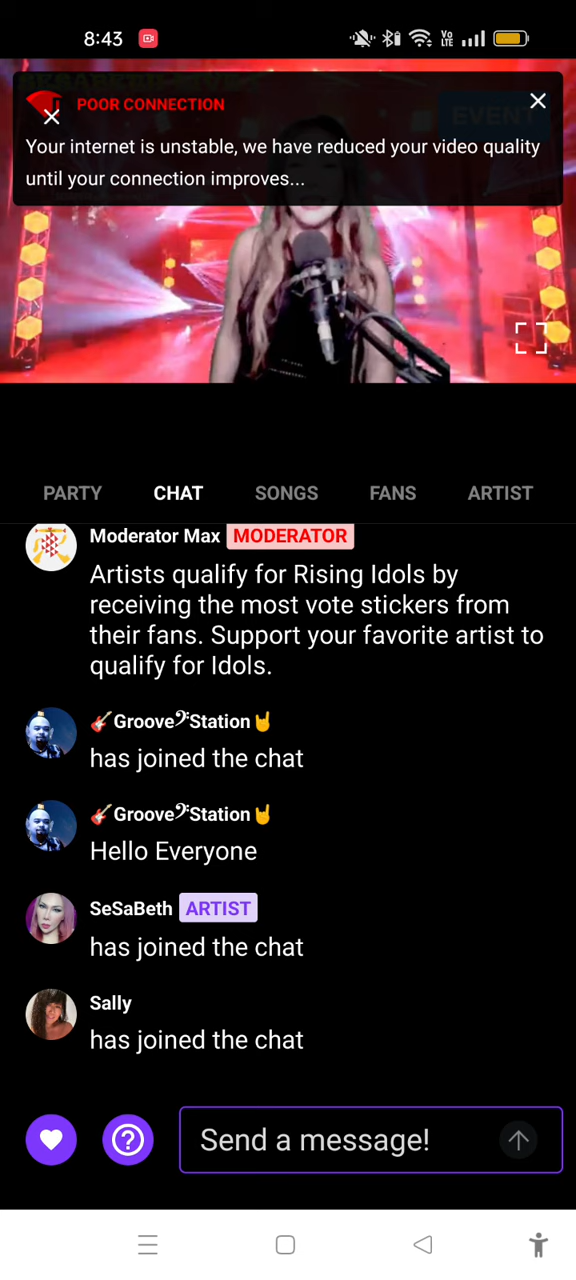 8:43
Vo
LTE
POOR CONNECTION
EVENT
Your internet is unstable, we have reduced your video quality
until your connection improves...
PARTY CHAT SONGS FANS ARTIST
Moderator Max MODERATOR
Artists qualify for Rising Idols by
receiving the most vote stickers from
their fans. Support your favorite artist to
qualify for Idols.
🎸Groove𝄢Station🤘
has joined the chat
🎸Groove𝄢Station🤘
Hello Everyone
SeSaBeth ARTIST
has joined the chat
Sally
has joined the chat
Send a message!